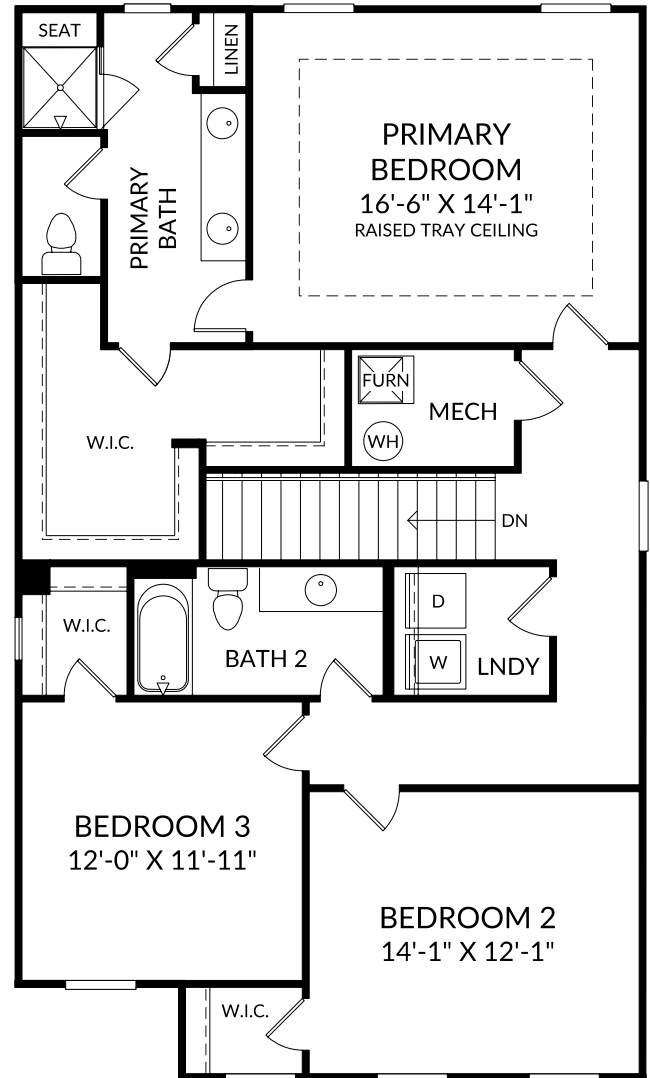 SEAT
LINEN
PRIMARY
BEDROOM
16'-6" X 14'-1"
RAISED TRAY CEILING
PRIMARY
BATH
FURN
MECH
WH
W.I.C.
DN
D
W.I.C.
BATH 2
W
LNDY
BEDROOM 3
12'-0" X 11'-11"
BEDROOM 2
14'-1" X 12'-1"
W.I.C.